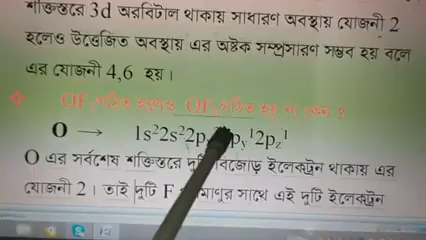 শক্তিস্তরে 3d অরবিটাল থাকায় সাধারণ অবস্থায় যোজনী 2
হলেও উত্তেজিত অবস্থায় এর অষ্টক সম্প্রসারণ সম্ভব হয় বলে
এর যোজনী 4,6 হয়।
O → 1s²2s²2p 2p_y¹2p_z¹
O এর সর্বশেষ শক্তিস্তরে দুটি বিজোড় ইলেকট্রন থাকায় এর
যোজনী 2। তাই দুটি F পরমাণুর সাথে এই দুটি ইলেকট্রন